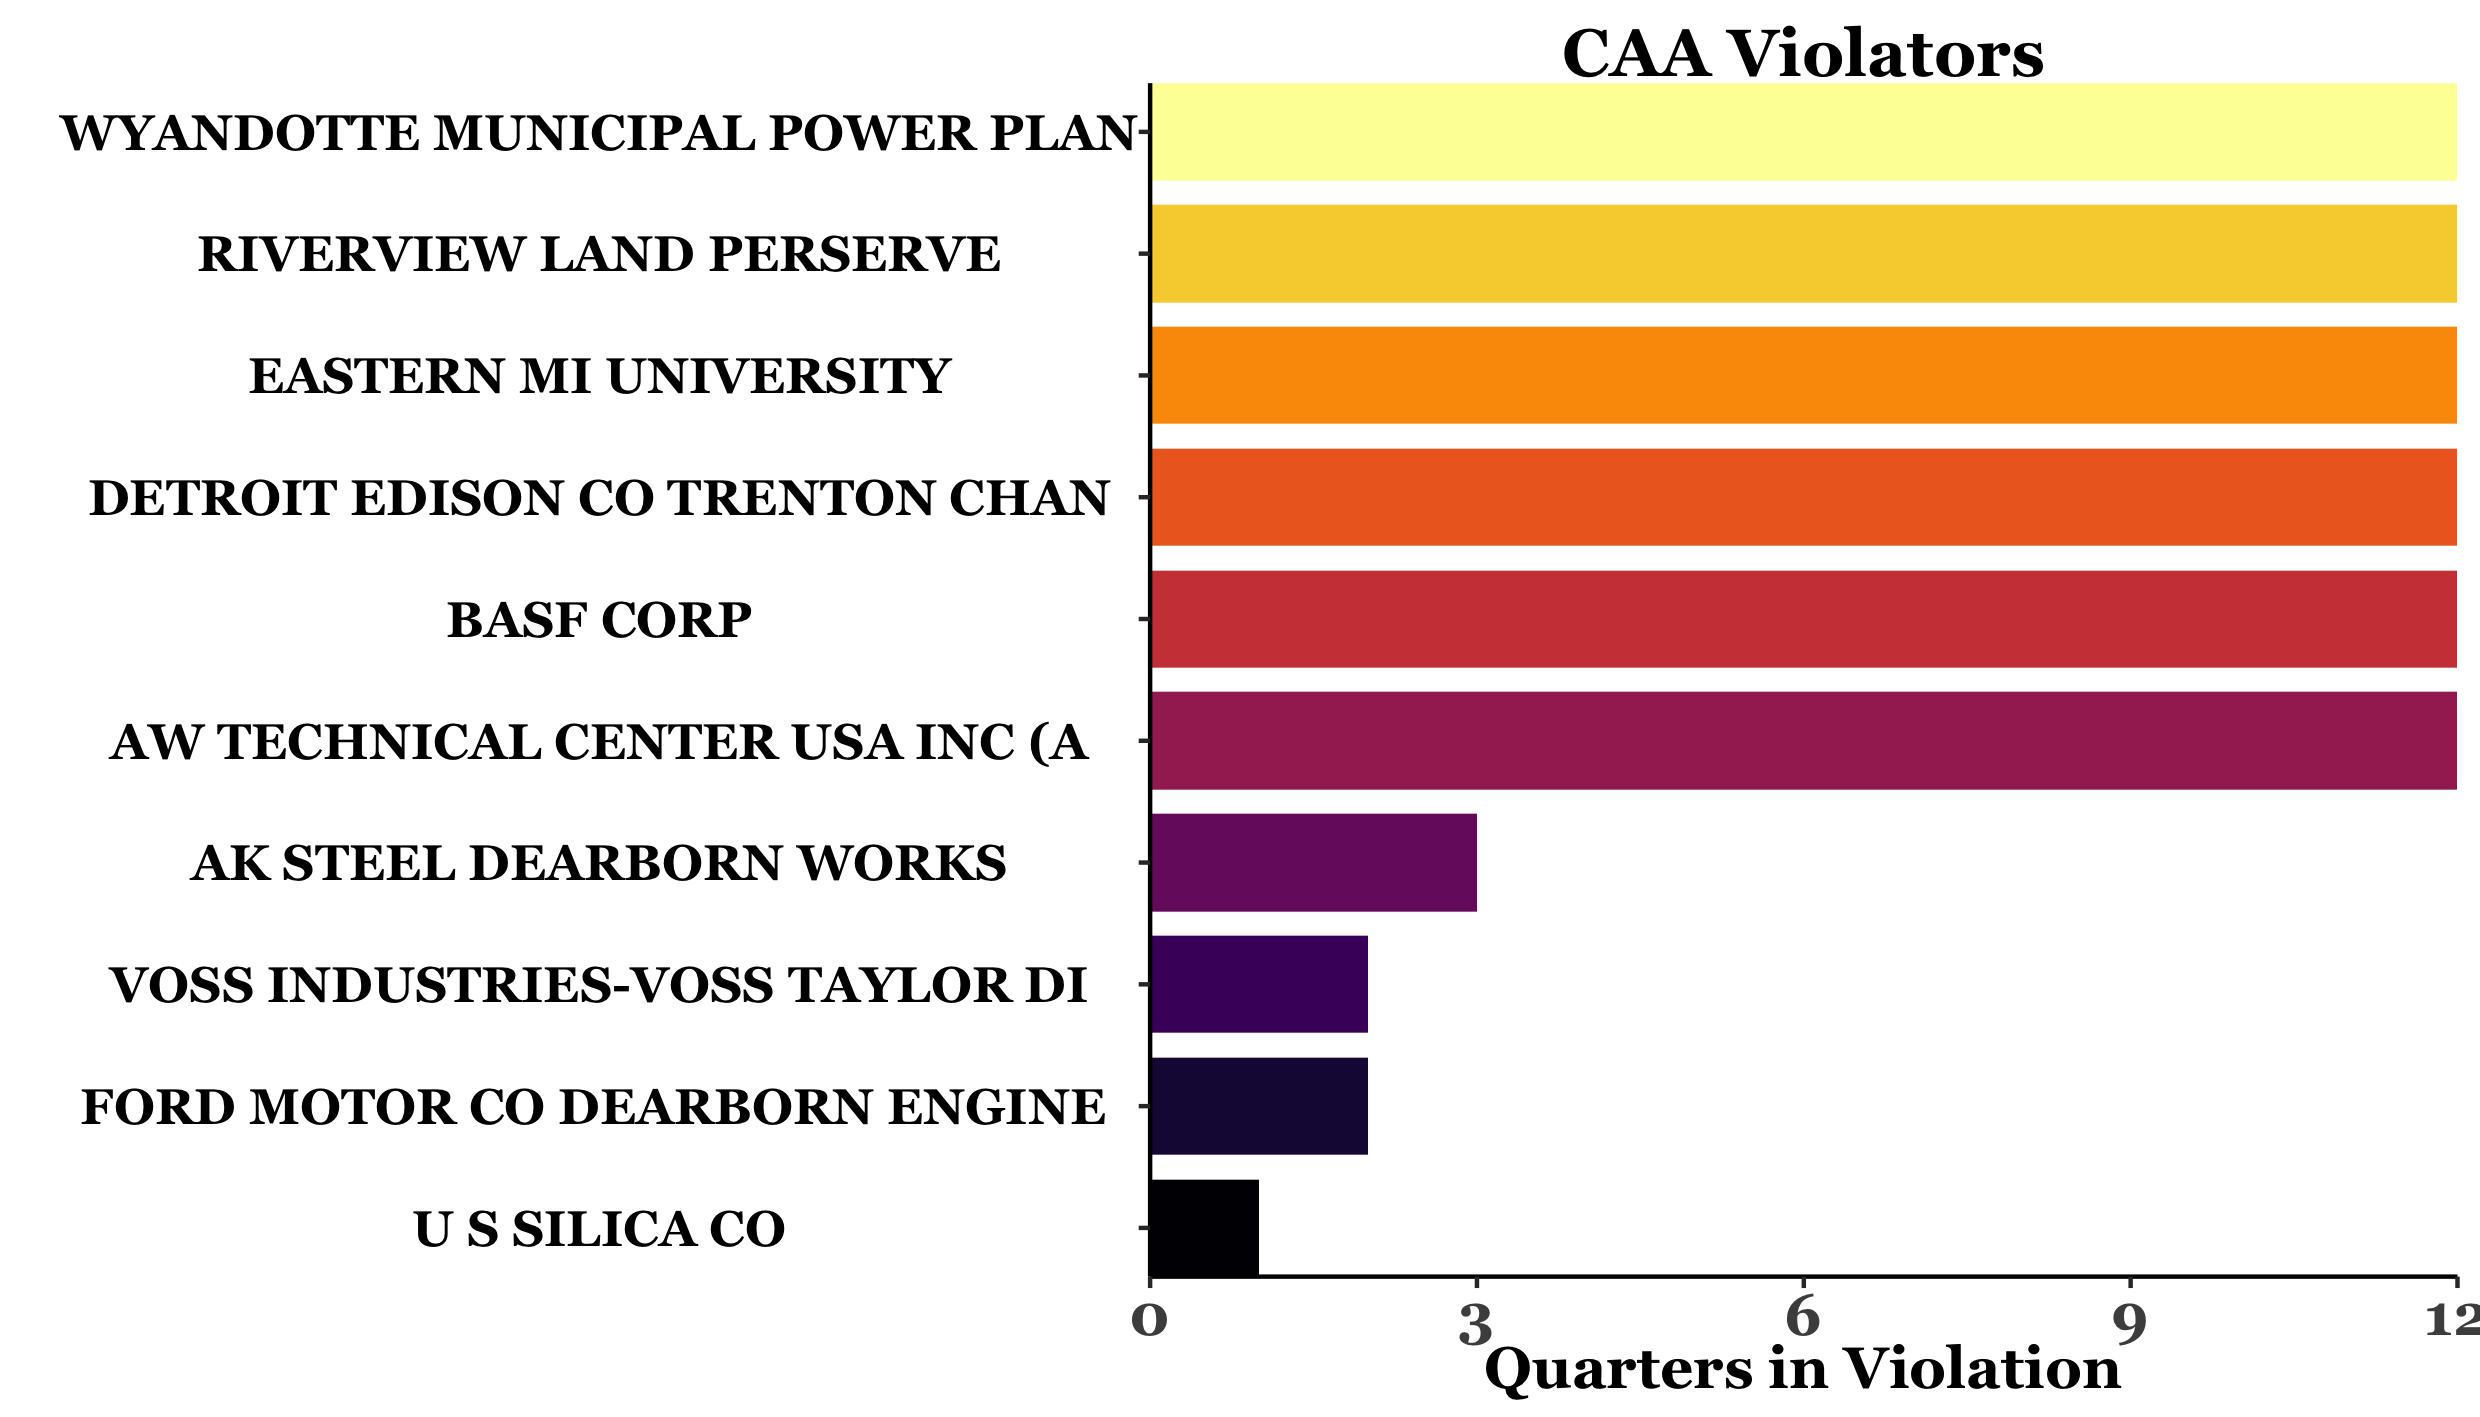 CAA Violators
WYANDOTTE MUNICIPAL POWER PLAN
RIVERVIEW LAND PERSERVE
EASTERN MI UNIVERSITY
DETROIT EDISON CO TRENTON CHAN
BASF CORP
AW TECHNICAL CENTER USA INC (A
AK STEEL DEARBORN WORKS
VOSS INDUSTRIES-VOSS TAYLOR DI
FORD MOTOR CO DEARBORN ENGINE
U S SILICA CO
0 3 6 9 12
Quarters in Violation